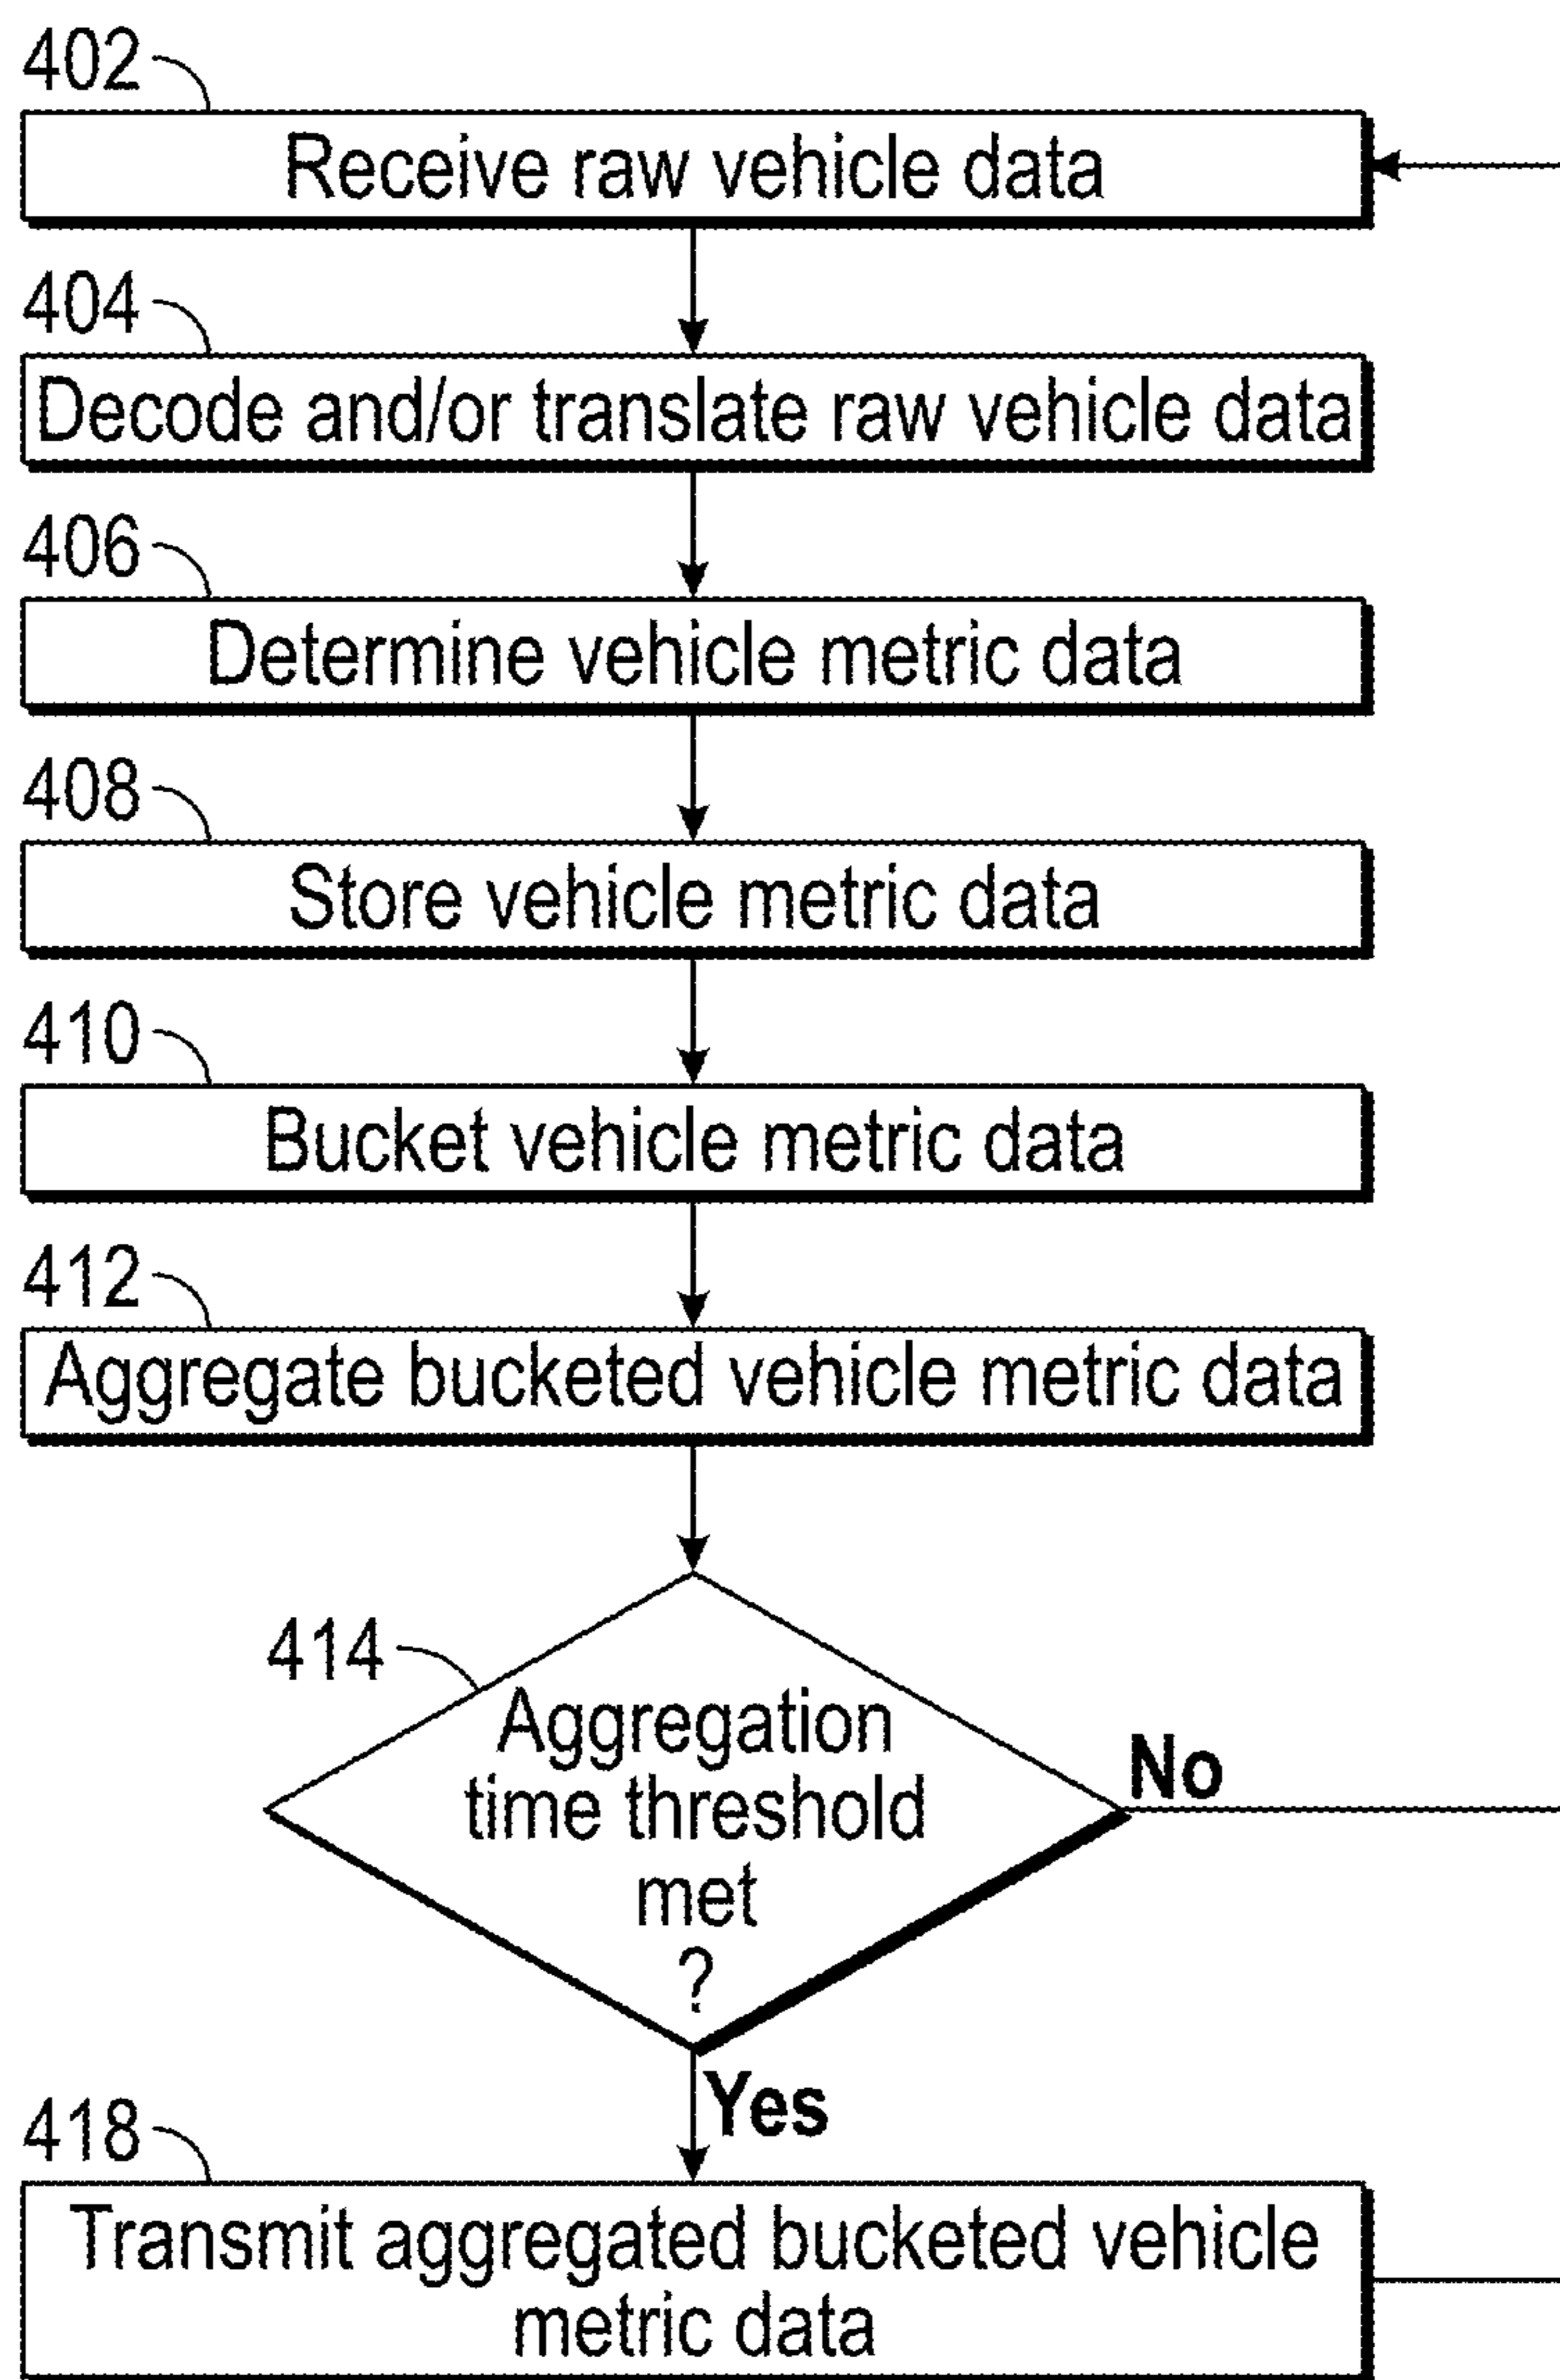 402
Receive raw vehicle data
404
Decode and/or translate raw vehicle data
406
Determine vehicle metric data
408
Store vehicle metric data
410
Bucket vehicle metric data
412
Aggregate bucketed vehicle metric data
414
Aggregation
time threshold
met
?
No
Yes
418
Transmit aggregated bucketed vehicle
metric data